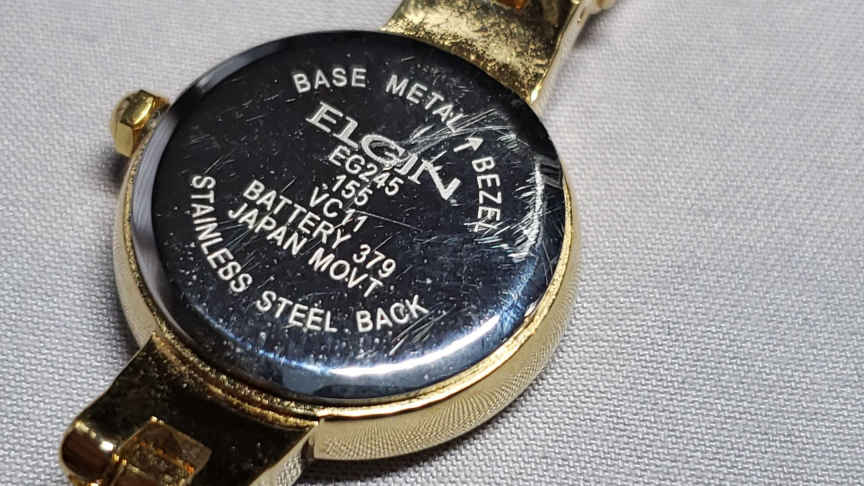 BASE METAL ↑ BEZEL
ELGIN
EG245
155
VC11
BATTERY 379
JAPAN MOVT
STAINLESS STEEL BACK